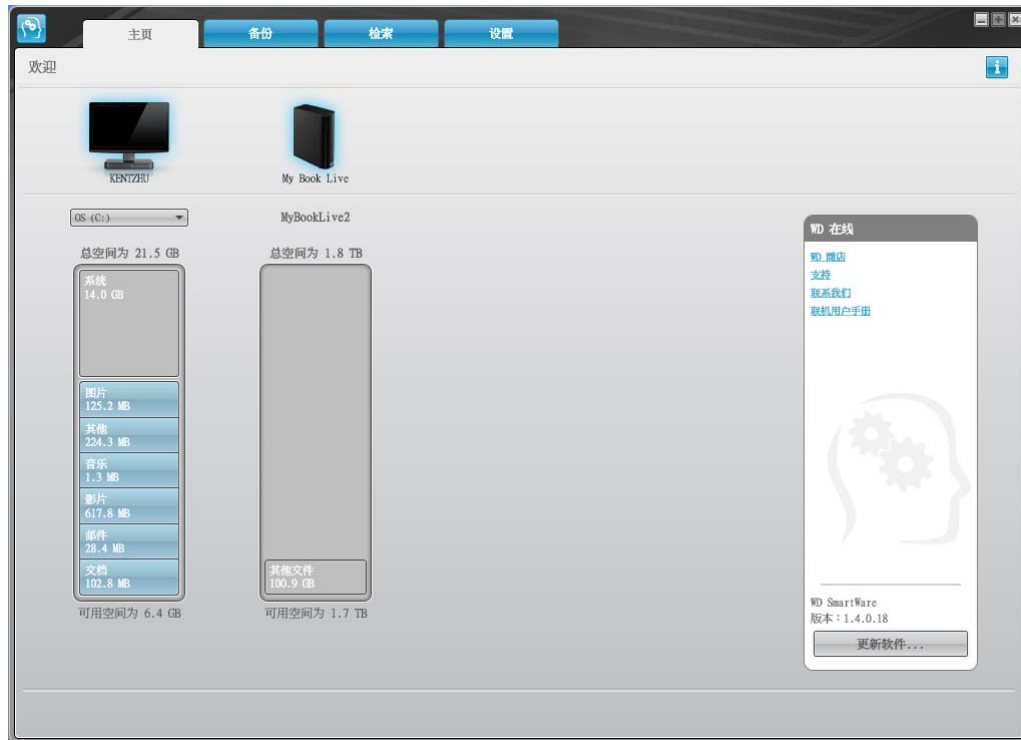 主页
备份
检索
设置
欢迎
KENTZHU
My Book Live
OS (C:)
MyBookLive2
总空间为 21.5 GB
总空间为 1.8 TB
系统
14.0 GB
图片
125.2 MB
其他
224.3 MB
音乐
1.3 MB
影片
617.8 MB
邮件
28.4 MB
文档
102.8 MB
其他文件
100.9 GB
可用空间为 6.4 GB
可用空间为 1.7 TB
WD 在线
WD 商店
支持
联系我们
联机用户手册
WD SmartWare
版本：1.4.0.18
更新软件...